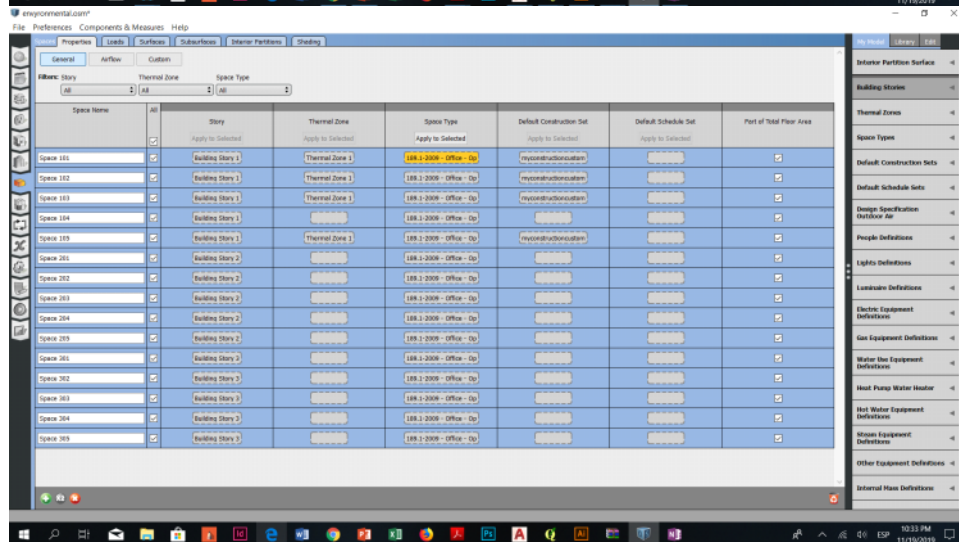 11/19/2019
envyronmental.osm*
File Preferences Components & Measures Help
Spaces Properties Loads Surfaces Subsurfaces Interior Partitions Shading
My Model Library Edit
General Airflow Custom
Filters: Story Thermal Zone Space Type
All All All
Space Name All Story Thermal Zone Space Type Default Construction Set Default Schedule Set Part of Total Floor Area
Apply to Selected Apply to Selected Apply to Selected Apply to Selected Apply to Selected
Space 101 Building Story 1 Thermal Zone 1 189.1-2009 - Office - Op myconstructioncustom
Space 102 Building Story 1 Thermal Zone 1 189.1-2009 - Office - Op myconstructioncustom
Space 103 Building Story 1 Thermal Zone 1 189.1-2009 - Office - Op myconstructioncustom
Space 104 Building Story 1 189.1-2009 - Office - Op
Space 105 Building Story 1 Thermal Zone 1 189.1-2009 - Office - Op myconstructioncustom
Space 201 Building Story 2 189.1-2009 - Office - Op
Space 202 Building Story 2 189.1-2009 - Office - Op
Space 203 Building Story 2 189.1-2009 - Office - Op
Space 204 Building Story 2 189.1-2009 - Office - Op
Space 205 Building Story 2 189.1-2009 - Office - Op
Space 301 Building Story 3 189.1-2009 - Office - Op
Space 302 Building Story 3 189.1-2009 - Office - Op
Space 303 Building Story 3 189.1-2009 - Office - Op
Space 304 Building Story 3 189.1-2009 - Office - Op
Space 305 Building Story 3 189.1-2009 - Office - Op
Interior Partition Surface
Building Stories
Thermal Zones
Space Types
Default Construction Sets
Default Schedule Sets
Design Specification
Outdoor Air
People Definitions
Lights Definitions
Luminaire Definitions
Electric Equipment
Definitions
Gas Equipment Definitions
Water Use Equipment
Definitions
Heat Pump Water Heater
Hot Water Equipment
Definitions
Steam Equipment
Definitions
Other Equipment Definitions
Internal Mass Definitions
ESP 10:33 PM
11/19/2019